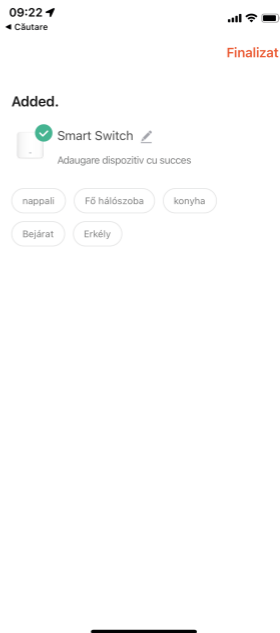 09:22
◀ Căutare
Finalizat
Added.
Smart Switch
Adaugare dispozitiv cu succes
nappali
Fő hálószoba
konyha
Bejárat
Erkély